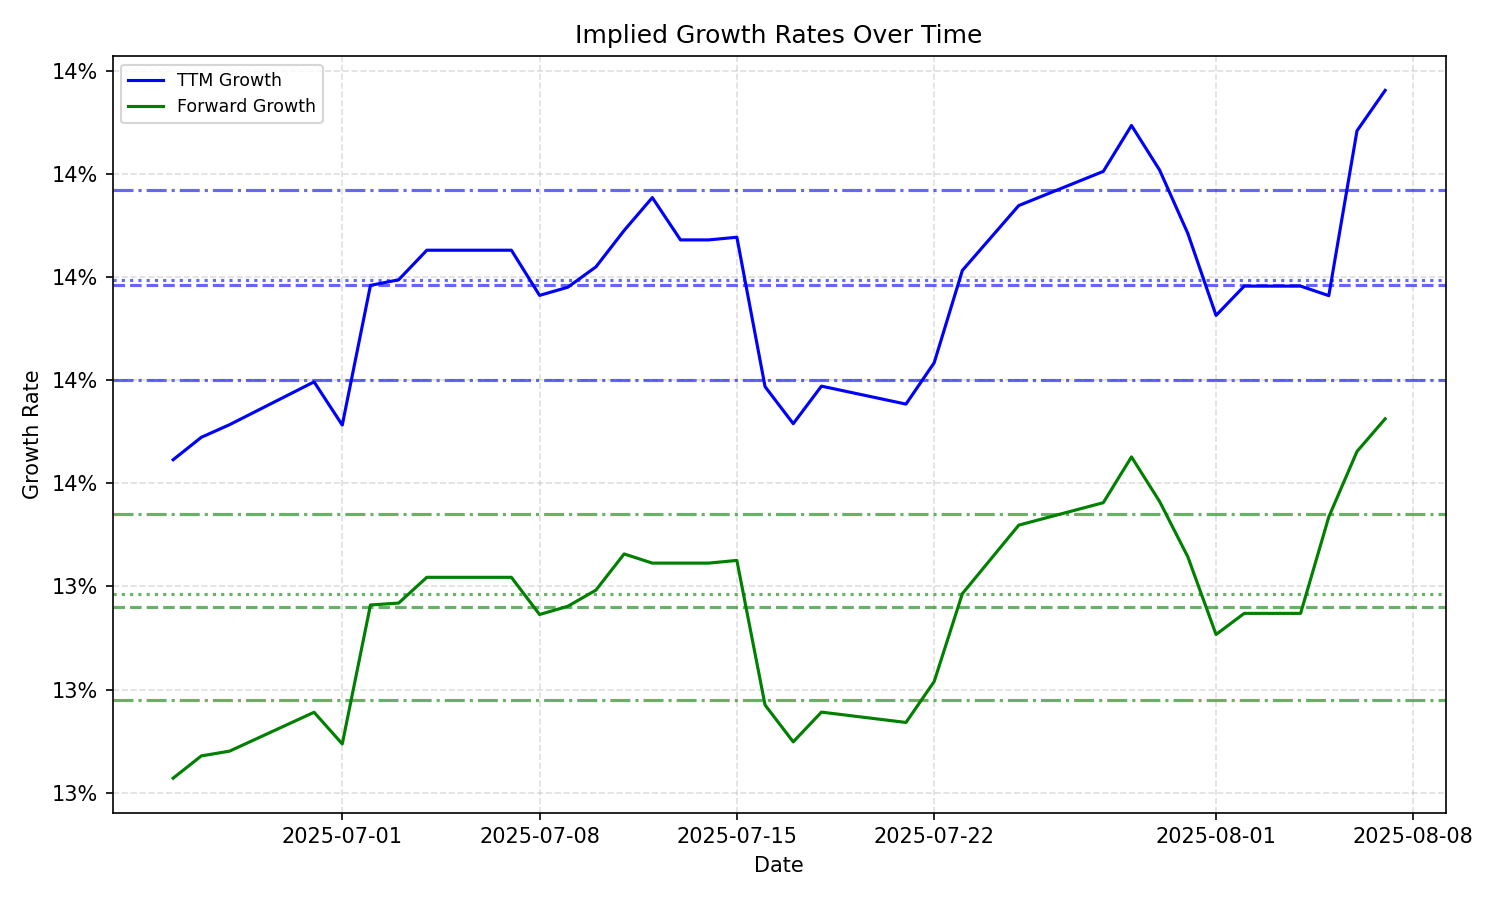 Implied Growth Rates Over Time
14%
14%
14%
14%
14%
13%
13%
13%
Growth Rate
TTM Growth
Forward Growth
2025-07-01
2025-07-08
2025-07-15
2025-07-22
2025-08-01
2025-08-08
Date